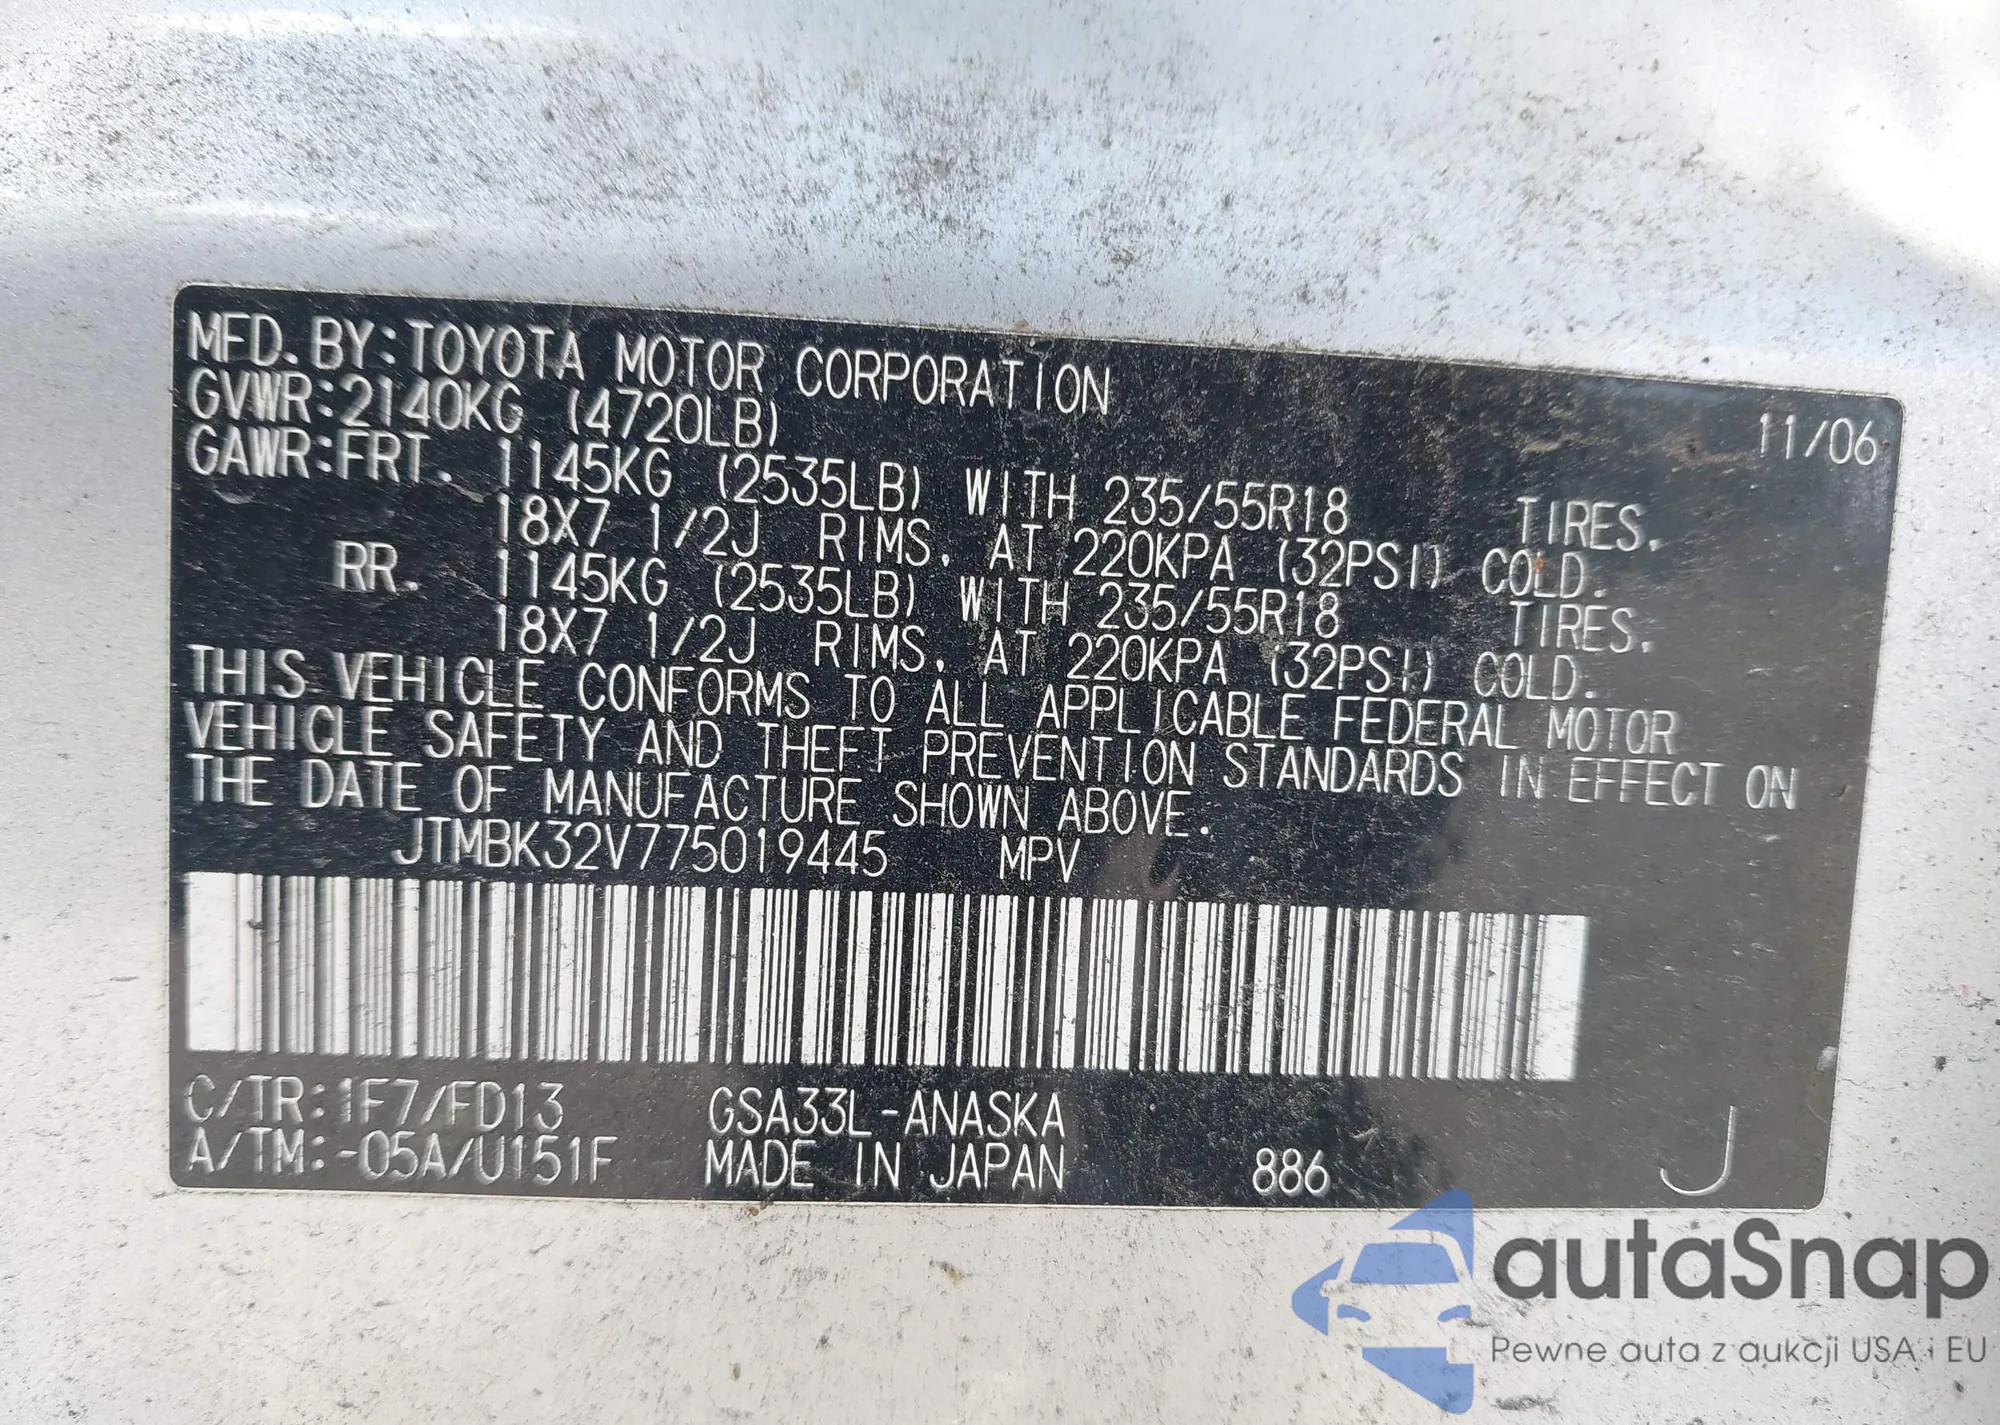 MFD. BY:TOYOTA MOTOR CORPORATION 11/06
GVWR:2140KG (4720LB)
GAWR:FRT. 1145KG (2535LB) WITH 235/55R18 TIRES.
18X7 1/2J RIMS, AT 220KPA (32PSI) COLD.
RR. 1145KG (2535LB) WITH 235/55R18 TIRES.
18X7 1/2J RIMS, AT 220KPA (32PSI) COLD.
THIS VEHICLE CONFORMS TO ALL APPLICABLE FEDERAL MOTOR
VEHICLE SAFETY AND THEFT PREVENTION STANDARDS IN EFFECT ON
THE DATE OF MANUFACTURE SHOWN ABOVE.
JTMBK32V775019445 MPV
C/TR:1F7/FD13 GSA33L-ANASKA
A/TM:-05A/U151F MADE IN JAPAN 886 J
autaSnap
Pewne auta z aukcji USA i EU